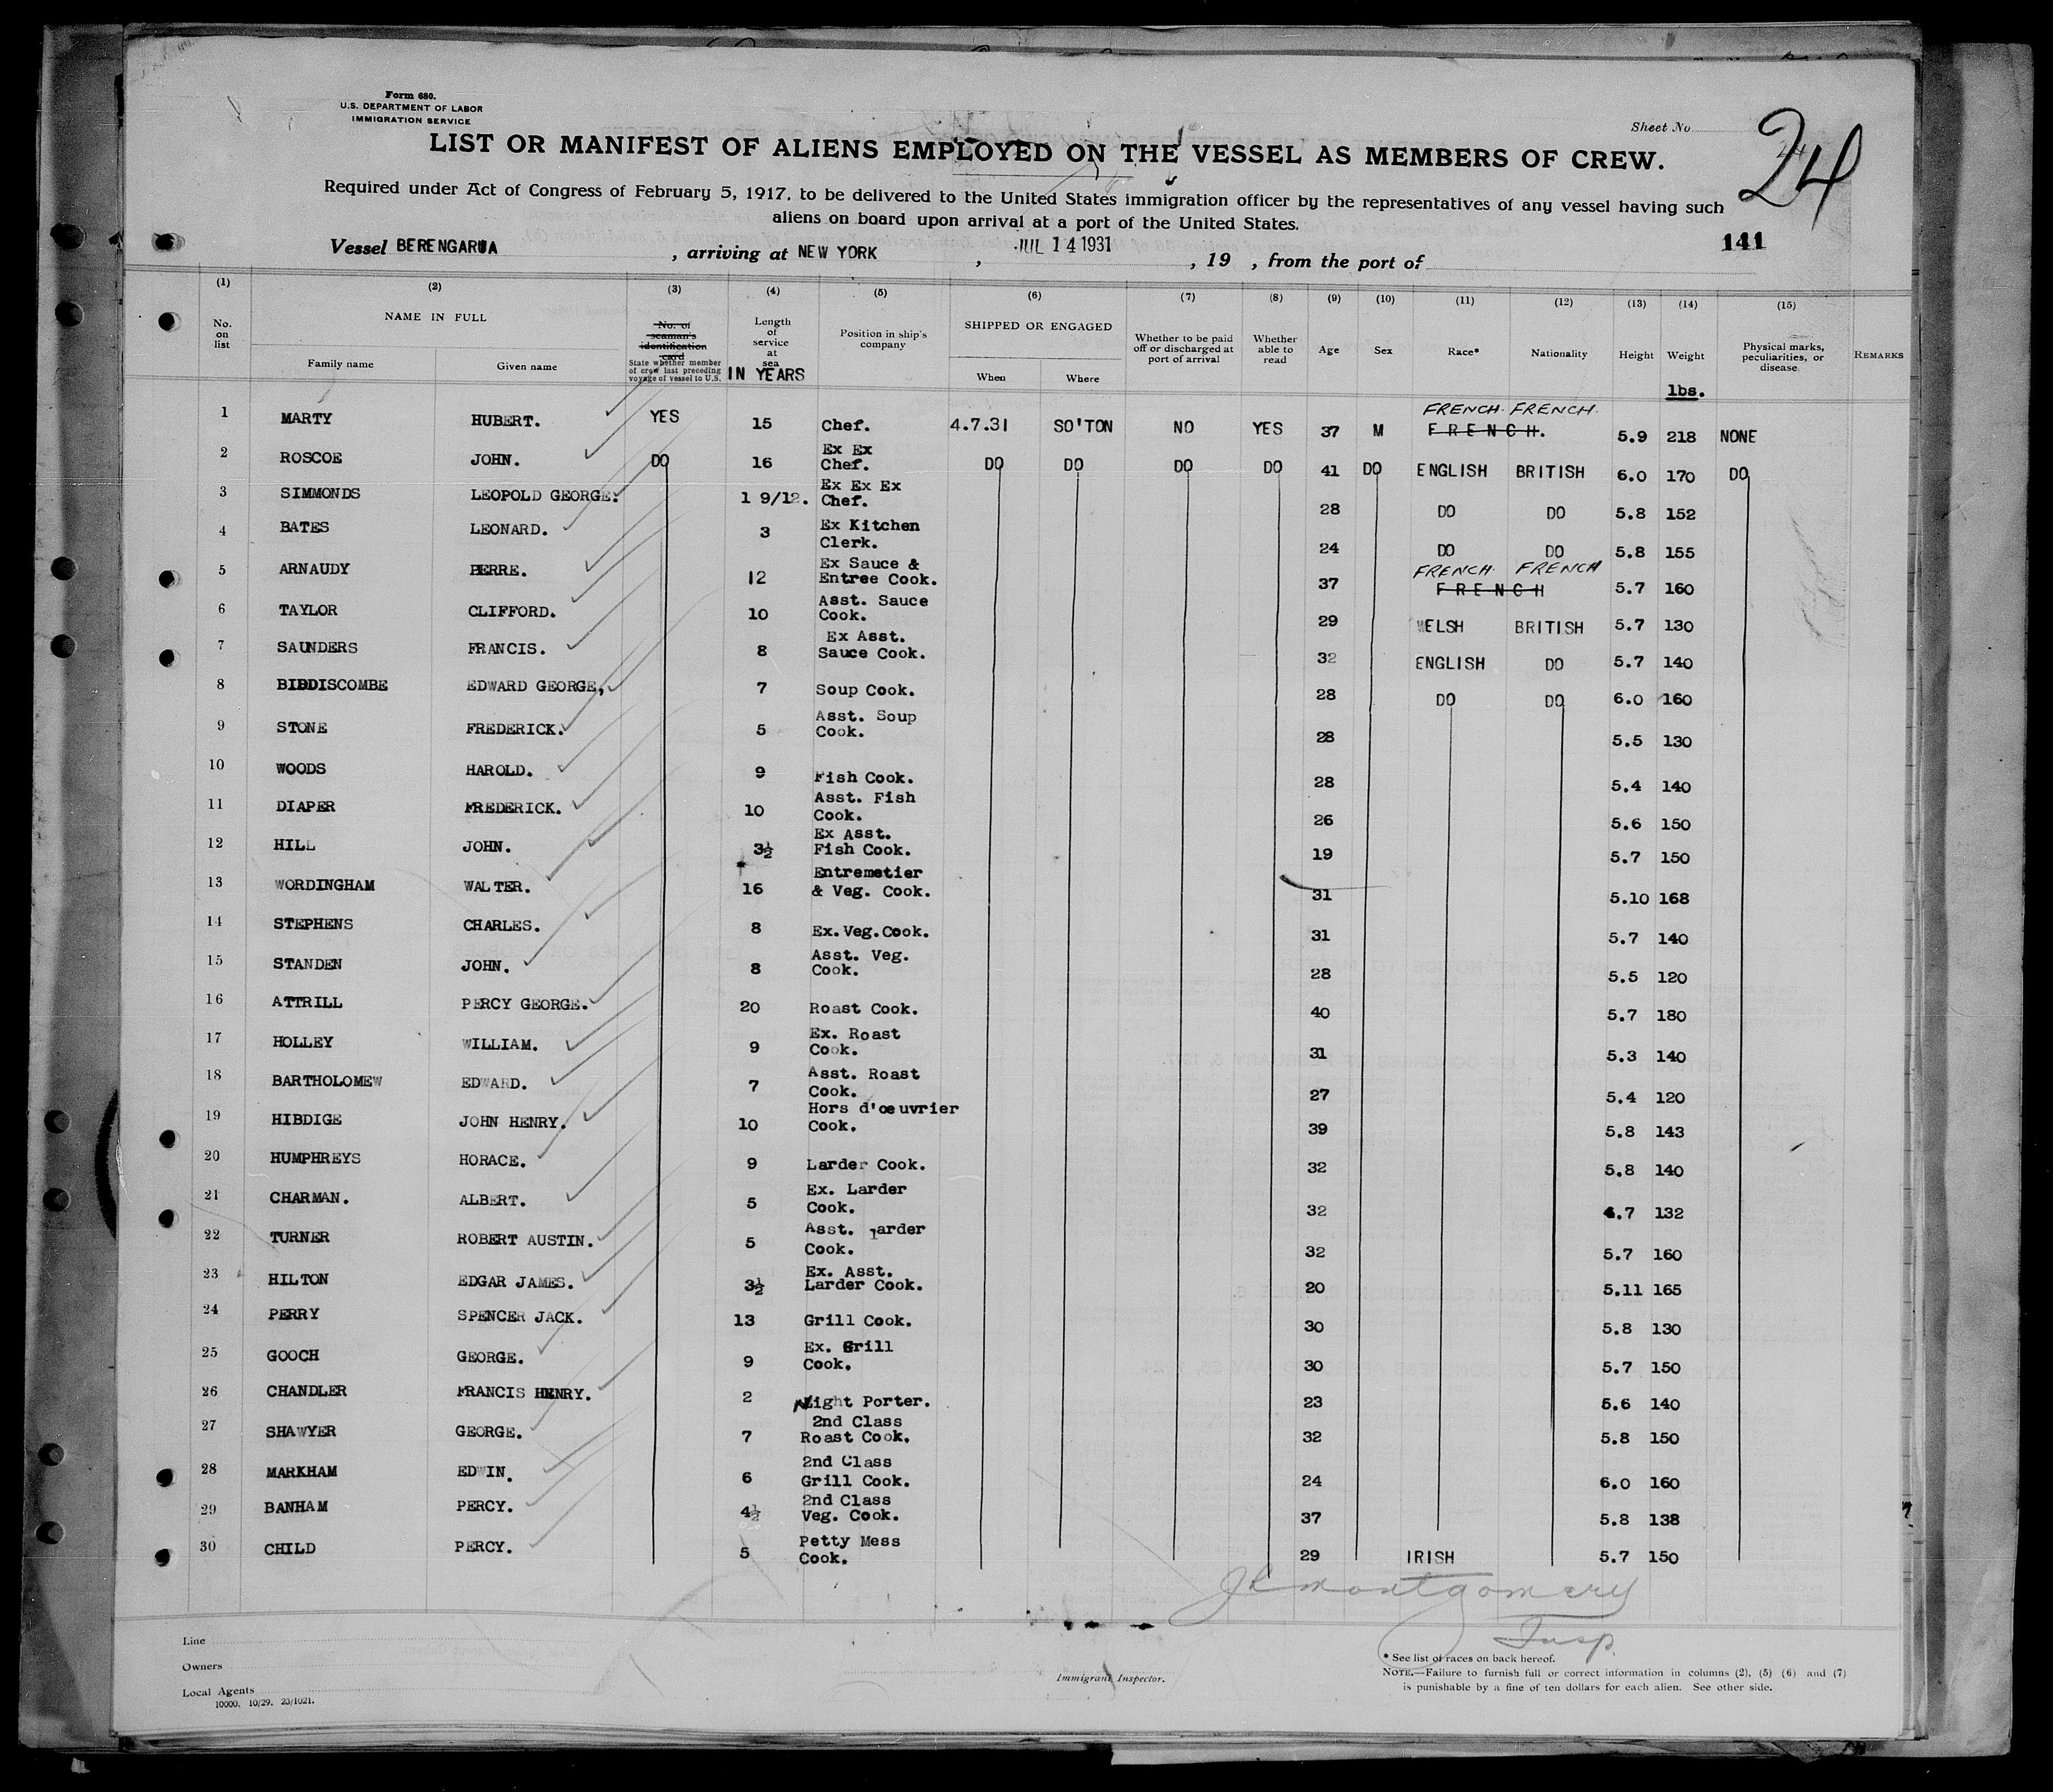 Form 680.
U.S. DEPARTMENT OF LABOR
IMMIGRATION SERVICE
Sheet No. 24
LIST OR MANIFEST OF ALIENS EMPLOYED ON THE VESSEL AS MEMBERS OF CREW.
Required under Act of Congress of February 5, 1917, to be delivered to the United States immigration officer by the representatives of any vessel having such
aliens on board upon arrival at a port of the United States.
141
Vessel BERENGARIA , arriving at NEW YORK , JUL 14 1931 , 19 , from the port of
(1) (2) (3) (4) (5) (6) (7) (8) (9) (10) (11) (12) (13) (14) (15)
No. on list NAME IN FULL Family name Given name No. of seaman's identification card State whether member of crew last preceding voyage of vessel to U.S. Length of service at sea IN YEARS Position in ship's company SHIPPED OR ENGAGED When Where Whether to be paid off or discharged at port of arrival Whether able to read Age Sex Race* Nationality Height Weight lbs. Physical marks, peculiarities, or disease REMARKS
1 MARTY HUBERT. YES 15 Chef. 4.7.31 SO'TON NO YES 37 M FRENCH FRENCH FRENCH. 5.9 218 NONE
2 ROSCOE JOHN. DO 16 Ex Ex Chef. DO DO DO DO 41 DO ENGLISH BRITISH 6.0 170 DO
3 SIMMONDS LEOPOLD GEORGE. 1 9/12. Ex Ex Ex Chef. 28 DO DO 5.8 152
4 BATES LEONARD. 3 Ex Kitchen Clerk. 24 DO DO 5.8 155
5 ARNAUDY PERRE. 12 Ex Sauce & Entree Cook. 37 FRENCH FRENCH FRENCH 5.7 160
6 TAYLOR CLIFFORD. 10 Asst. Sauce Cook. 29 WELSH BRITISH 5.7 130
7 SAUNDERS FRANCIS. 8 Ex Asst. Sauce Cook. 32 ENGLISH DO 5.7 140
8 BIDDISCOMBE EDWARD GEORGE, 7 Soup Cook. 28 DO DO 6.0 160
9 STONE FREDERICK. 5 Asst. Soup Cook. 28 5.5 130
10 WOODS HAROLD. 9 Fish Cook. 28 5.4 140
11 DIAPER FREDERICK. 10 Asst. Fish Cook. 26 5.6 150
12 HILL JOHN. 3½ Ex Asst. Fish Cook. 19 5.7 150
13 WORDINGHAM WALTER. 16 Entremetier & Veg. Cook. 31 5.10 168
14 STEPHENS CHARLES. 8 Ex.Veg.Cook. 31 5.7 140
15 STANDEN JOHN. 8 Asst. Veg. Cook. 28 5.5 120
16 ATTRILL PERCY GEORGE. 20 Roast Cook. 40 5.7 180
17 HOLLEY WILLIAM. 9 Ex. Roast Cook. 31 5.3 140
18 BARTHOLOMEW EDWARD. 7 Asst. Roast Cook. 27 5.4 120
19 HIBDIGE JOHN HENRY. 10 Hors d'œuvrier Cook. 39 5.8 143
20 HUMPHREYS HORACE. 9 Larder Cook. 32 5.8 140
21 CHARMAN. ALBERT. 5 Ex. Larder Cook. 32 .7 132
22 TURNER ROBERT AUSTIN. 5 Asst. larder Cook. 32 5.7 160
23 HILTON EDGAR JAMES. 3½ Ex. Asst. Larder Cook. 20 5.11 165
24 PERRY SPENCER JACK. 13 Grill Cook. 30 5.8 130
25 GOOCH GEORGE. 9 Ex. Grill Cook. 30 5.7 150
26 CHANDLER FRANCIS HENRY. 2 Night Porter. 23 5.6 140
27 SHAWYER GEORGE. 7 2nd Class Roast Cook. 32 5.8 150
28 MARKHAM EDWIN. 6 2nd Class Grill Cook. 24 6.0 160
29 BANHAM PERCY. 4½ 2nd Class Veg. Cook. 37 5.8 138
30 CHILD PERCY. 5 Petty Mess Cook. 29 IRISH 5.7 150
JL Montgomery
Insp.
Line
Owners
Local Agents
10000. 10/29. 23/1021.
Immigrant Inspector.
* See list of races on back hereof.
NOTE.—Failure to furnish full or correct information in columns (2), (5) (6) and (7)
is punishable by a fine of ten dollars for each alien. See other side.